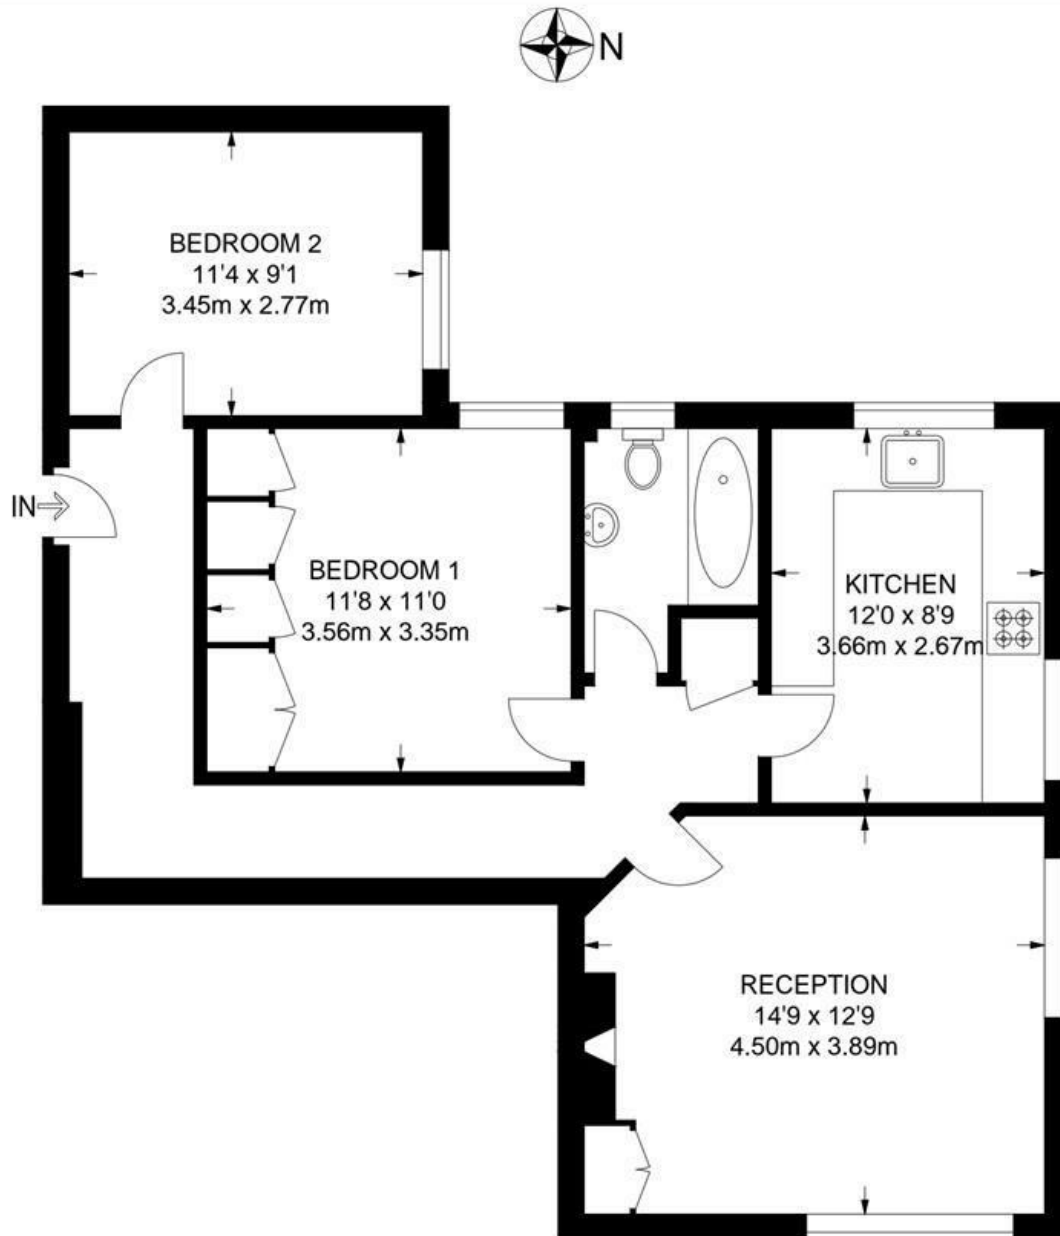 N
BEDROOM 2
11'4 x 9'1
3.45m x 2.77m
IN
BEDROOM 1
11'8 x 11'0
3.56m x 3.35m
KITCHEN
12'0 x 8'9
3.66m x 2.67m
RECEPTION
14'9 x 12'9
4.50m x 3.89m